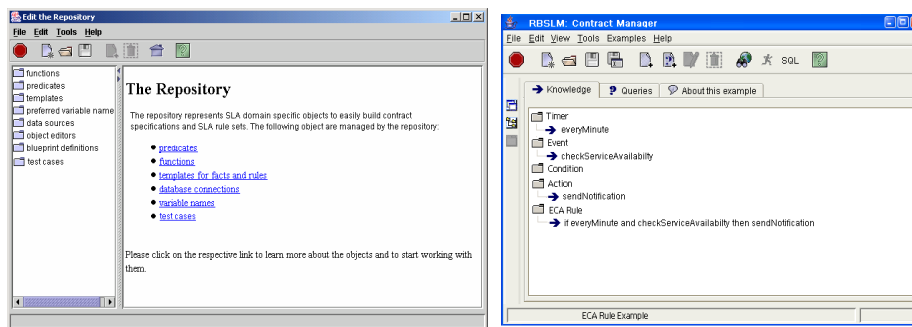 Edit the Repository
File Edit Tools Help
functions
predicates
templates
preferred variable name
data sources
object editors
blueprint definitions
test cases
The Repository
The repository represents SLA domain specific objects to easily build contract
specifications and SLA rule sets. The following object are managed by the repository:
predicates
functions
templates for facts and rules
database connections
variable names
test cases
Please click on the respective link to learn more about the objects and to start working with
them.
RBSLM: Contract Manager
File Edit View Tools Examples Help
SQL
Knowledge ? Queries About this example
Timer
everyMinute
Event
checkServiceAvailabilty
Condition
Action
sendNotification
ECA Rule
if everyMinute and checkServiceAvailabilty then sendNotification
ECA Rule Example